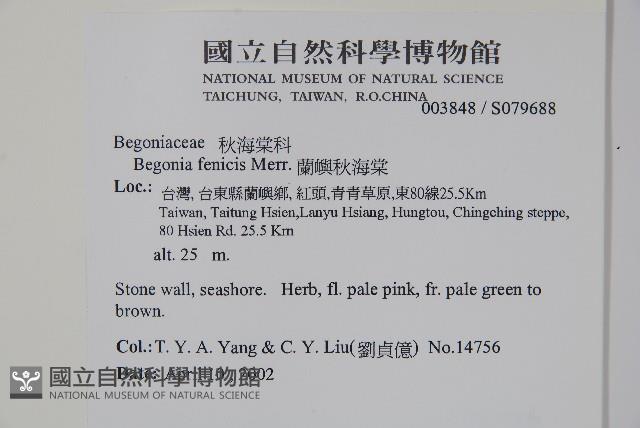 國立自然科學博物館
NATIONAL MUSEUM OF NATURAL SCIENCE
TAICHUNG, TAIWAN, R.O.CHINA
003848 / S079688
Begoniaceae 秋海棠科
Begonia fenicis Merr. 蘭嶼秋海棠
Loc.: 台灣, 台東縣蘭嶼鄉, 紅頭,青青草原,東80線25.5Km
Taiwan, Taitung Hsien,Lanyu Hsiang, Hungtou, Chingching steppe,
80 Hsien Rd. 25.5 Km
alt. 25 m.
Stone wall, seashore. Herb, fl. pale pink, fr. pale green to
brown.
Col.: T. Y. A. Yang & C. Y. Liu(劉貞億) No.14756
Date: Apr. 10, 2002
國立自然科學博物館
NATIONAL MUSEUM OF NATURAL SCIENCE